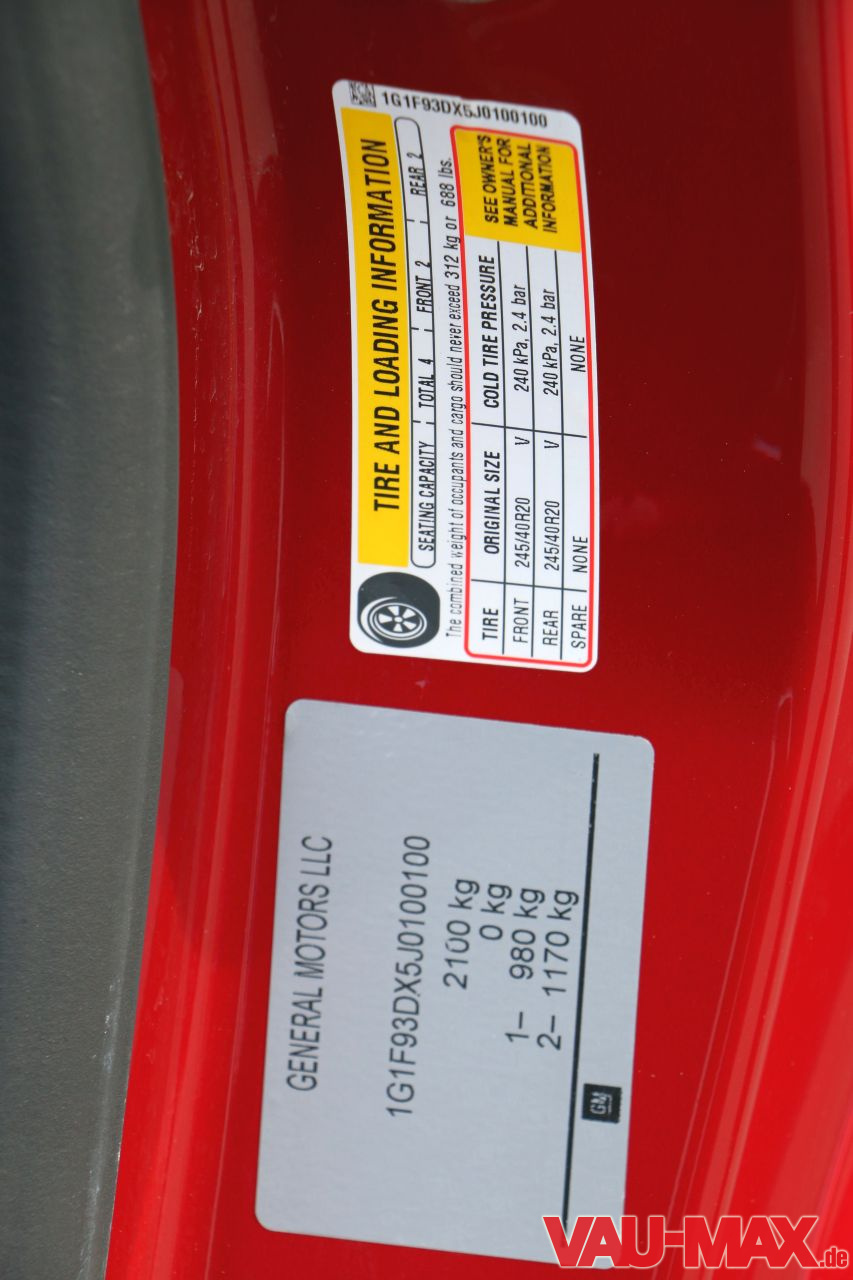 1G1F93DX5J0100100
TIRE AND LOADING INFORMATION
SEATING CAPACITY TOTAL 4 FRONT 2 REAR 2
The combined weight of occupants and cargo should never exceed 312 kg or 688 lbs.
TIRE ORIGINAL SIZE COLD TIRE PRESSURE
FRONT 245/40R20 V 240 kPa, 2.4 bar
REAR 245/40R20 V 240 kPa, 2.4 bar
SPARE NONE NONE
SEE OWNER'S
MANUAL FOR
ADDITIONAL
INFORMATION
GENERAL MOTORS LLC
1G1F93DX5J0100100
2100 kg
0 kg
1– 980 kg
2– 1170 kg
GM
VAU-MAX.de